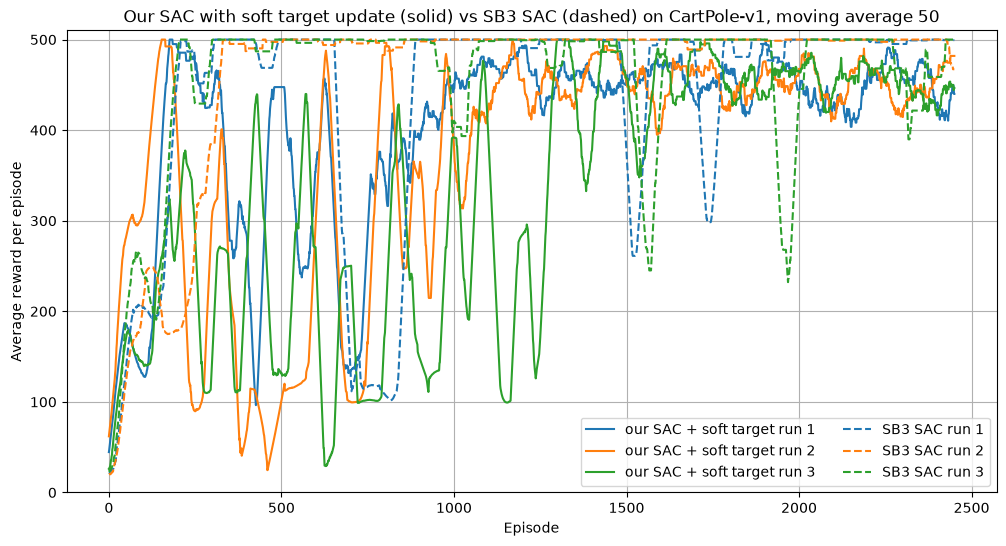 Our SAC with soft target update (solid) vs SB3 SAC (dashed) on CartPole-v1, moving average 50
Average reward per episode
500
400
300
200
100
0
0 500 1000 1500 2000 2500
Episode
our SAC + soft target run 1 SB3 SAC run 1
our SAC + soft target run 2 SB3 SAC run 2
our SAC + soft target run 3 SB3 SAC run 3